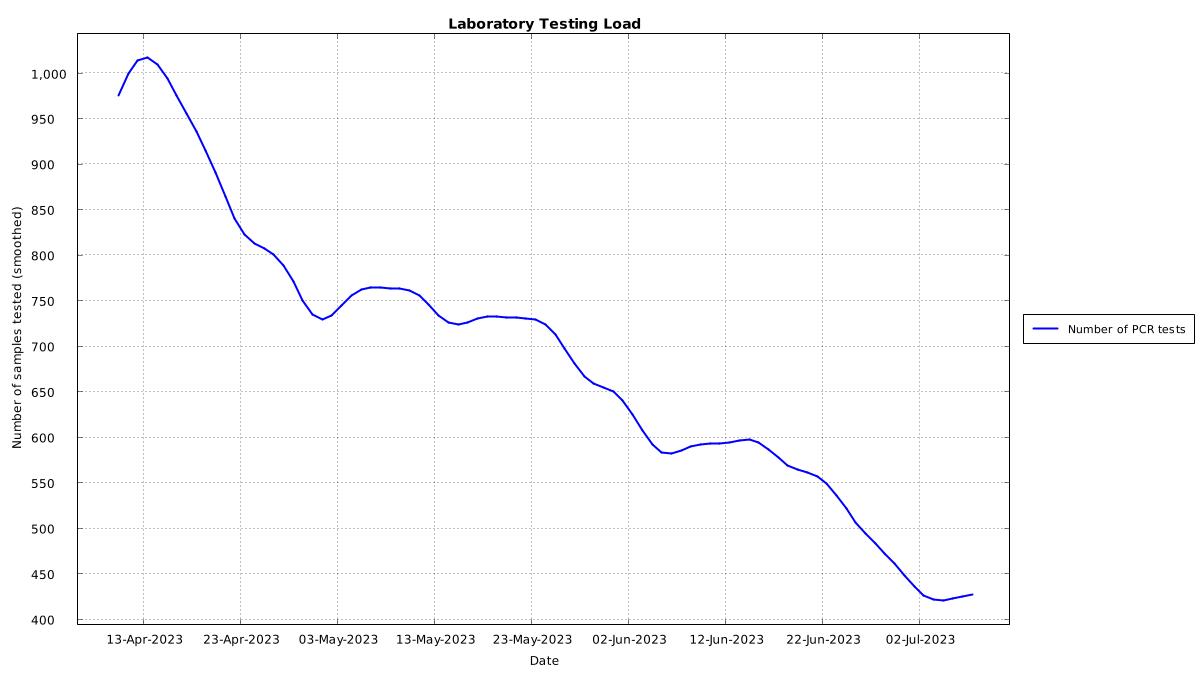 Laboratory Testing Load
Number of samples tested (smoothed)
1,000
950
900
850
800
750
700
650
600
550
500
450
400
13-Apr-2023
23-Apr-2023
03-May-2023
13-May-2023
23-May-2023
02-Jun-2023
12-Jun-2023
22-Jun-2023
02-Jul-2023
Date
Number of PCR tests